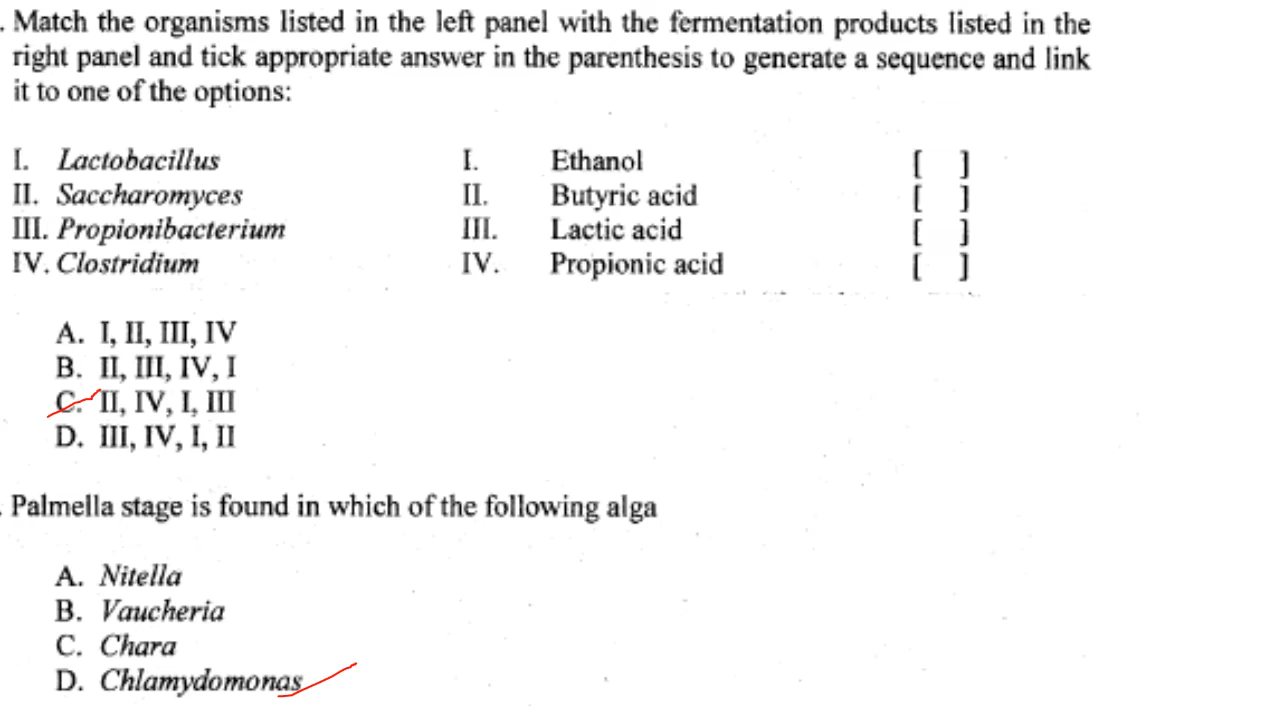 . Match the organisms listed in the left panel with the fermentation products listed in the
right panel and tick appropriate answer in the parenthesis to generate a sequence and link
it to one of the options:
I. Lactobacillus I. Ethanol [ ]
II. Saccharomyces II. Butyric acid [ ]
III. Propionibacterium III. Lactic acid [ ]
IV. Clostridium IV. Propionic acid [ ]
A. I, II, III, IV
B. II, III, IV, I
C. II, IV, I, III
D. III, IV, I, II
. Palmella stage is found in which of the following alga
A. Nitella
B. Vaucheria
C. Chara
D. Chlamydomonas